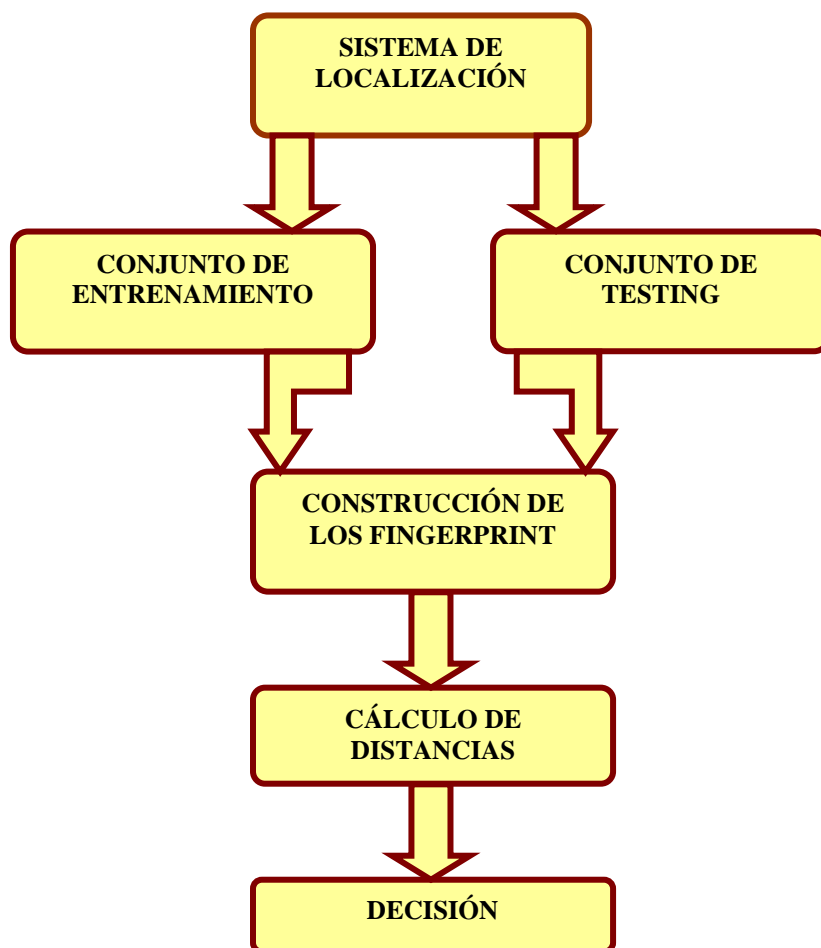 SISTEMA DE
LOCALIZACIÓN
CONJUNTO DE
ENTRENAMIENTO
CONJUNTO DE
TESTING
CONSTRUCCIÓN DE
LOS FINGERPRINT
CÁLCULO DE
DISTANCIAS
DECISIÓN